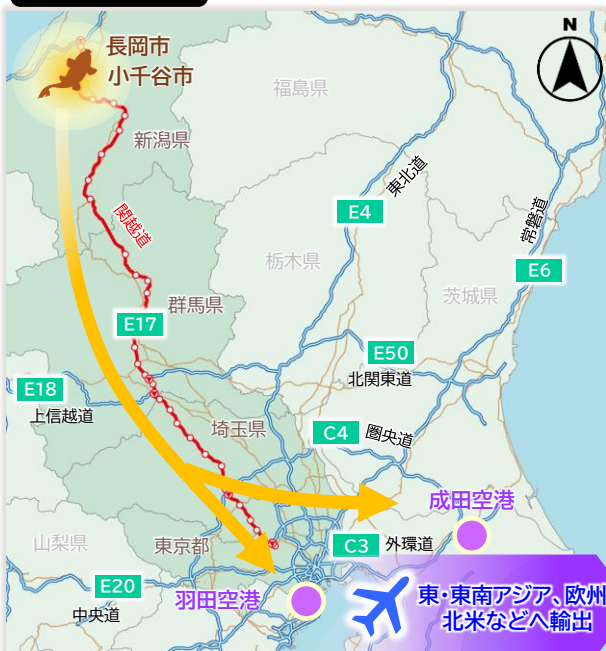 N
長岡市
小千谷市
福島県
新潟県
東北道
関越道
E4
常磐道
栃木県
E6
茨城県
群馬県
E17
E50
北関東道
E18
上信越道
埼玉県
C4 圏央道
成田空港
山梨県
東京都
C3 外環道
E20
中央道
羽田空港
東・東南アジア、欧州
北米などへ輸出